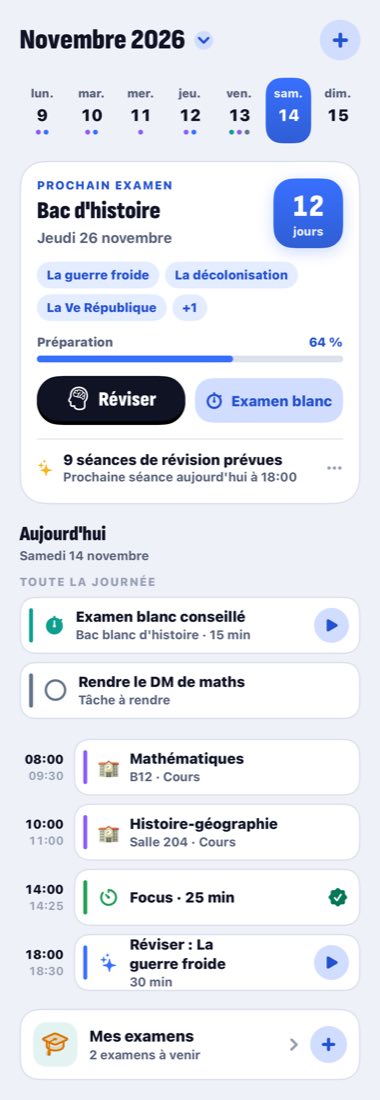 Novembre 2026
lun. mar. mer. jeu. ven. sam. dim.
9 10 11 12 13 14 15
PROCHAIN EXAMEN
Bac d'histoire
Jeudi 26 novembre
12
jours
La guerre froide La décolonisation
La Ve République +1
Préparation 64 %
Réviser Examen blanc
9 séances de révision prévues
Prochaine séance aujourd'hui à 18:00
Aujourd'hui
Samedi 14 novembre
TOUTE LA JOURNÉE
Examen blanc conseillé
Bac blanc d'histoire · 15 min
Rendre le DM de maths
Tâche à rendre
08:00
09:30
Mathématiques
B12 · Cours
10:00
11:00
Histoire-géographie
Salle 204 · Cours
14:00
14:25
Focus · 25 min
18:00
18:30
Réviser : La
guerre froide
30 min
Mes examens
2 examens à venir